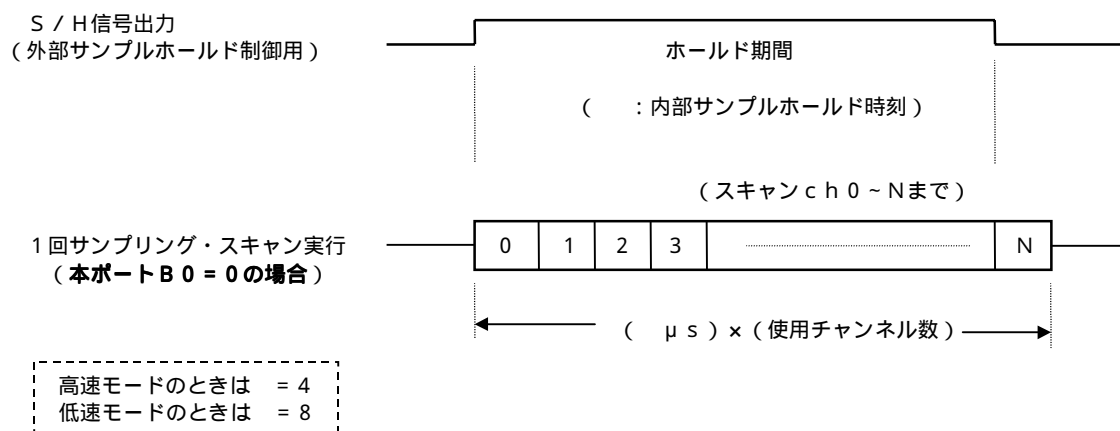 S/H信号出力
(外部サンプルホールド制御用)
ホールド期間
( :内部サンプルホールド時刻)
(スキャンch0~Nまで)
1回サンプリング・スキャン実行
(本ポートB0=0の場合)
0 1 2 3 N
( μs)×(使用チャンネル数)
高速モードのときは =4
低速モードのときは =8